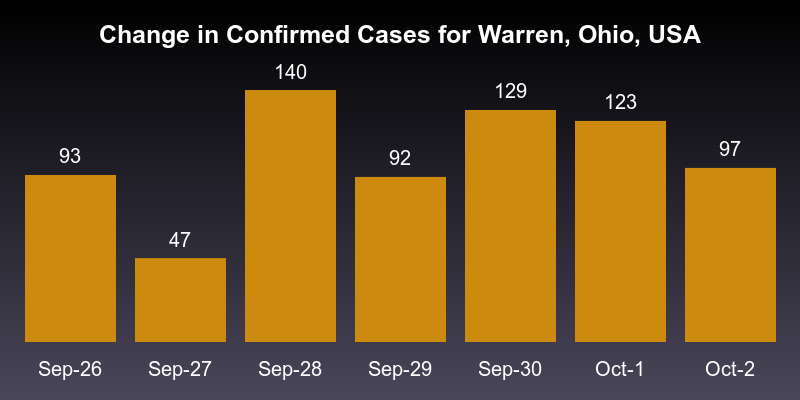 Change in Confirmed Cases for Warren, Ohio, USA
93
47
140
92
129
123
97
Sep-26
Sep-27
Sep-28
Sep-29
Sep-30
Oct-1
Oct-2